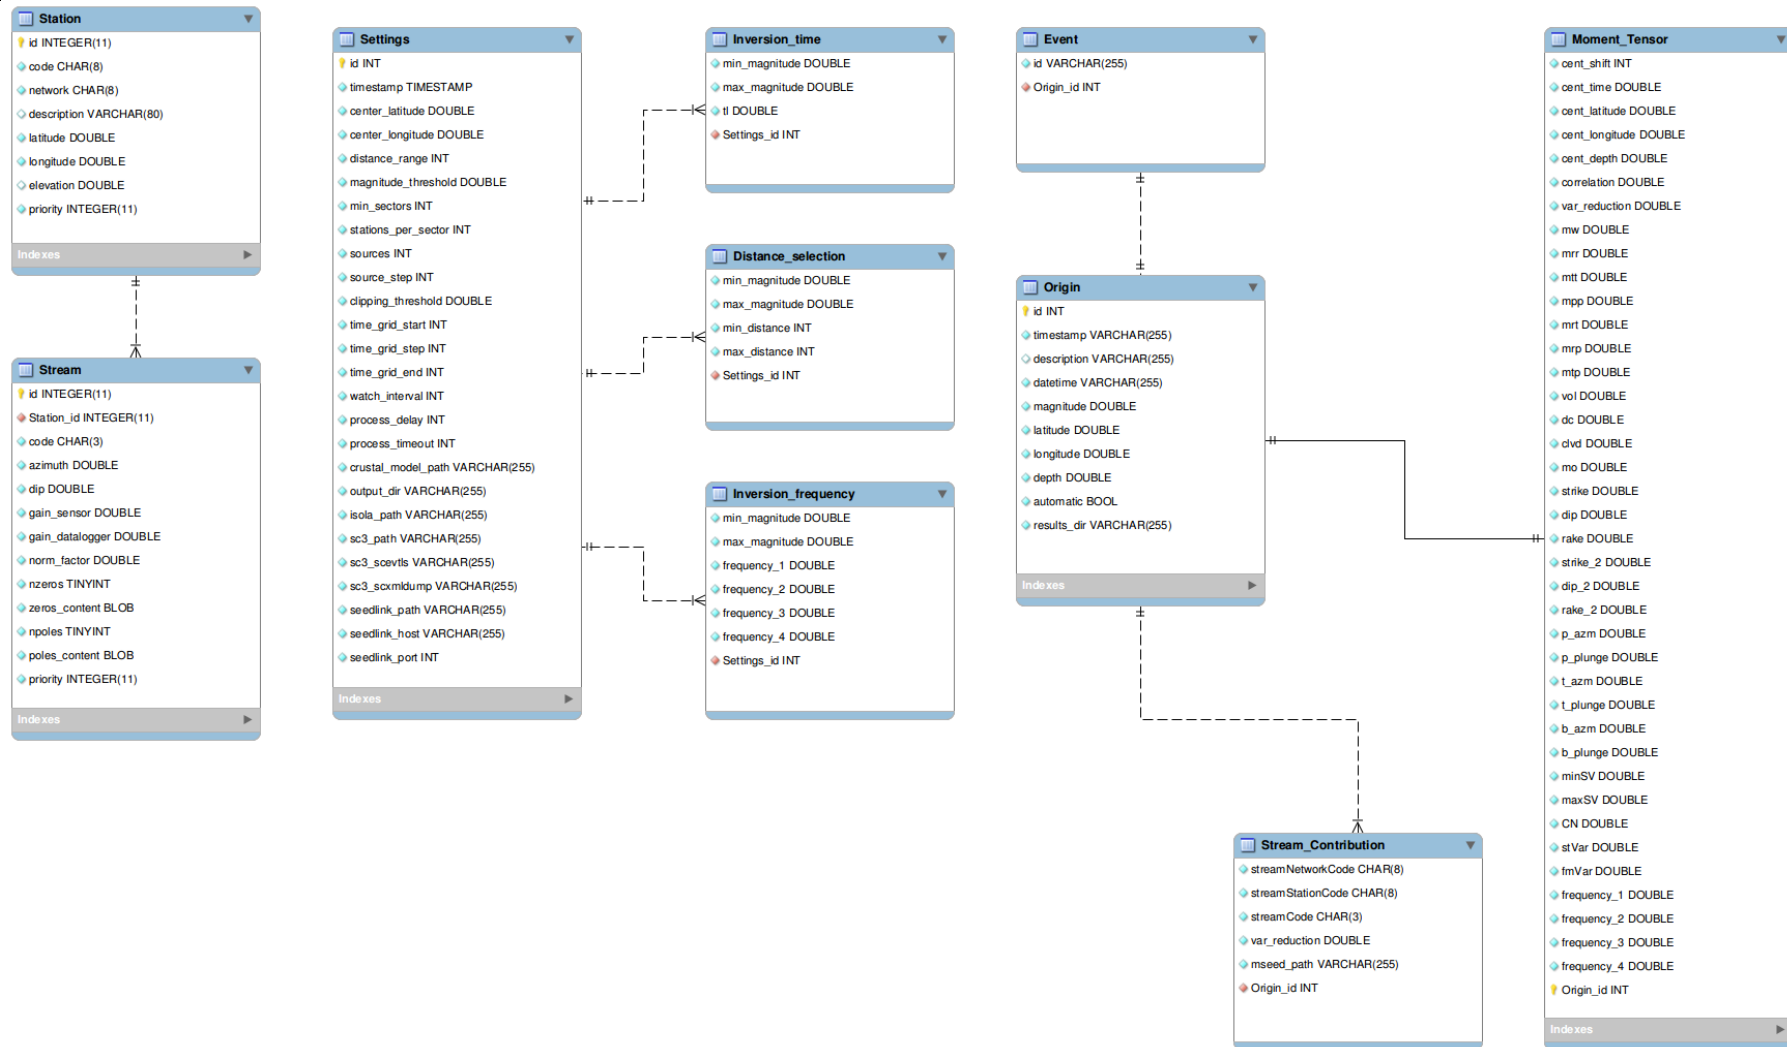 Station
id INTEGER(11)
code CHAR(8)
network CHAR(8)
description VARCHAR(80)
latitude DOUBLE
longitude DOUBLE
elevation DOUBLE
priority INTEGER(11)
Indexes
Stream
id INTEGER(11)
Station_id INTEGER(11)
code CHAR(3)
azimuth DOUBLE
dip DOUBLE
gain_sensor DOUBLE
gain_datalogger DOUBLE
norm_factor DOUBLE
nzeros TINYINT
zeros_content BLOB
npoles TINYINT
poles_content BLOB
priority INTEGER(11)
Indexes
Settings
id INT
timestamp TIMESTAMP
center_latitude DOUBLE
center_longitude DOUBLE
distance_range INT
magnitude_threshold DOUBLE
min_sectors INT
stations_per_sector INT
sources INT
source_step INT
clipping_threshold DOUBLE
time_grid_start INT
time_grid_step INT
time_grid_end INT
watch_interval INT
process_delay INT
process_timeout INT
crustal_model_path VARCHAR(255)
output_dir VARCHAR(255)
isola_path VARCHAR(255)
sc3_path VARCHAR(255)
sc3_scevtls VARCHAR(255)
sc3_scxmldump VARCHAR(255)
seedlink_path VARCHAR(255)
seedlink_host VARCHAR(255)
seedlink_port INT
Indexes
Inversion_time
min_magnitude DOUBLE
max_magnitude DOUBLE
tl DOUBLE
Settings_id INT
Distance_selection
min_magnitude DOUBLE
max_magnitude DOUBLE
min_distance INT
max_distance INT
Settings_id INT
Inversion_frequency
min_magnitude DOUBLE
max_magnitude DOUBLE
frequency_1 DOUBLE
frequency_2 DOUBLE
frequency_3 DOUBLE
frequency_4 DOUBLE
Settings_id INT
Event
id VARCHAR(255)
Origin_id INT
Origin
id INT
timestamp VARCHAR(255)
description VARCHAR(255)
datetime VARCHAR(255)
magnitude DOUBLE
latitude DOUBLE
longitude DOUBLE
depth DOUBLE
automatic BOOL
results_dir VARCHAR(255)
Indexes
Stream_Contribution
streamNetworkCode CHAR(8)
streamStationCode CHAR(8)
streamCode CHAR(3)
var_reduction DOUBLE
mseed_path VARCHAR(255)
Origin_id INT
Moment_Tensor
cent_shift INT
cent_time DOUBLE
cent_latitude DOUBLE
cent_longitude DOUBLE
cent_depth DOUBLE
correlation DOUBLE
var_reduction DOUBLE
mw DOUBLE
mrr DOUBLE
mtt DOUBLE
mpp DOUBLE
mrt DOUBLE
mrp DOUBLE
mtp DOUBLE
vol DOUBLE
dc DOUBLE
clvd DOUBLE
mo DOUBLE
strike DOUBLE
dip DOUBLE
rake DOUBLE
strike_2 DOUBLE
dip_2 DOUBLE
rake_2 DOUBLE
p_azm DOUBLE
p_plunge DOUBLE
t_azm DOUBLE
t_plunge DOUBLE
b_azm DOUBLE
b_plunge DOUBLE
minSV DOUBLE
maxSV DOUBLE
CN DOUBLE
stVar DOUBLE
fmVar DOUBLE
frequency_1 DOUBLE
frequency_2 DOUBLE
frequency_3 DOUBLE
frequency_4 DOUBLE
Origin_id INT
Indexes